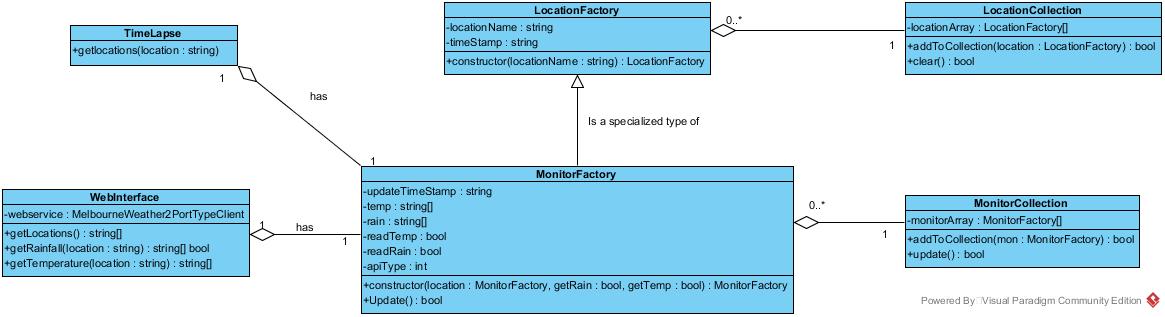 LocationFactory
-locationName : string
-timeStamp : string
+constructor(locationName : string) : LocationFactory
0..*
1
LocationCollection
-locationArray : LocationFactory[]
+addToCollection(location : LocationFactory) : bool
+clear() : bool
TimeLapse
+getlocations(location : string)
1
has
1
Is a specialized type of
WebInterface
-webservice : MelbourneWeather2PortTypeClient
+getLocations() : string[]
+getRainfall(location : string) : string[] bool
+getTemperature(location : string) : string[]
1
has
1
MonitorFactory
-updateTimeStamp : string
-temp : string[]
-rain : string[]
-readTemp : bool
-readRain : bool
-apiType : int
+constructor(location : MonitorFactory, getRain : bool, getTemp : bool) : MonitorFactory
+Update() : bool
0..*
1
MonitorCollection
-monitorArray : MonitorFactory[]
+addToCollection(mon : MonitorFactory) : bool
+update() : bool
Powered By Visual Paradigm Community Edition